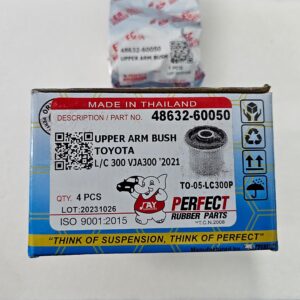 48632-60050
UPPER ARM BUSH
MADE IN THAILAND
DESCRIPTION / PART NO. 48632-60050
UPPER ARM BUSH
TOYOTA
L/C 300 VJA300 '2021
TO-05-LC300P
QTY. 4 PCS
LOT:20231026
ISO 9001:2015
JAY
PERFECT
RUBBER PARTS
"THINK OF SUSPENSION, THINK OF PERFECT"